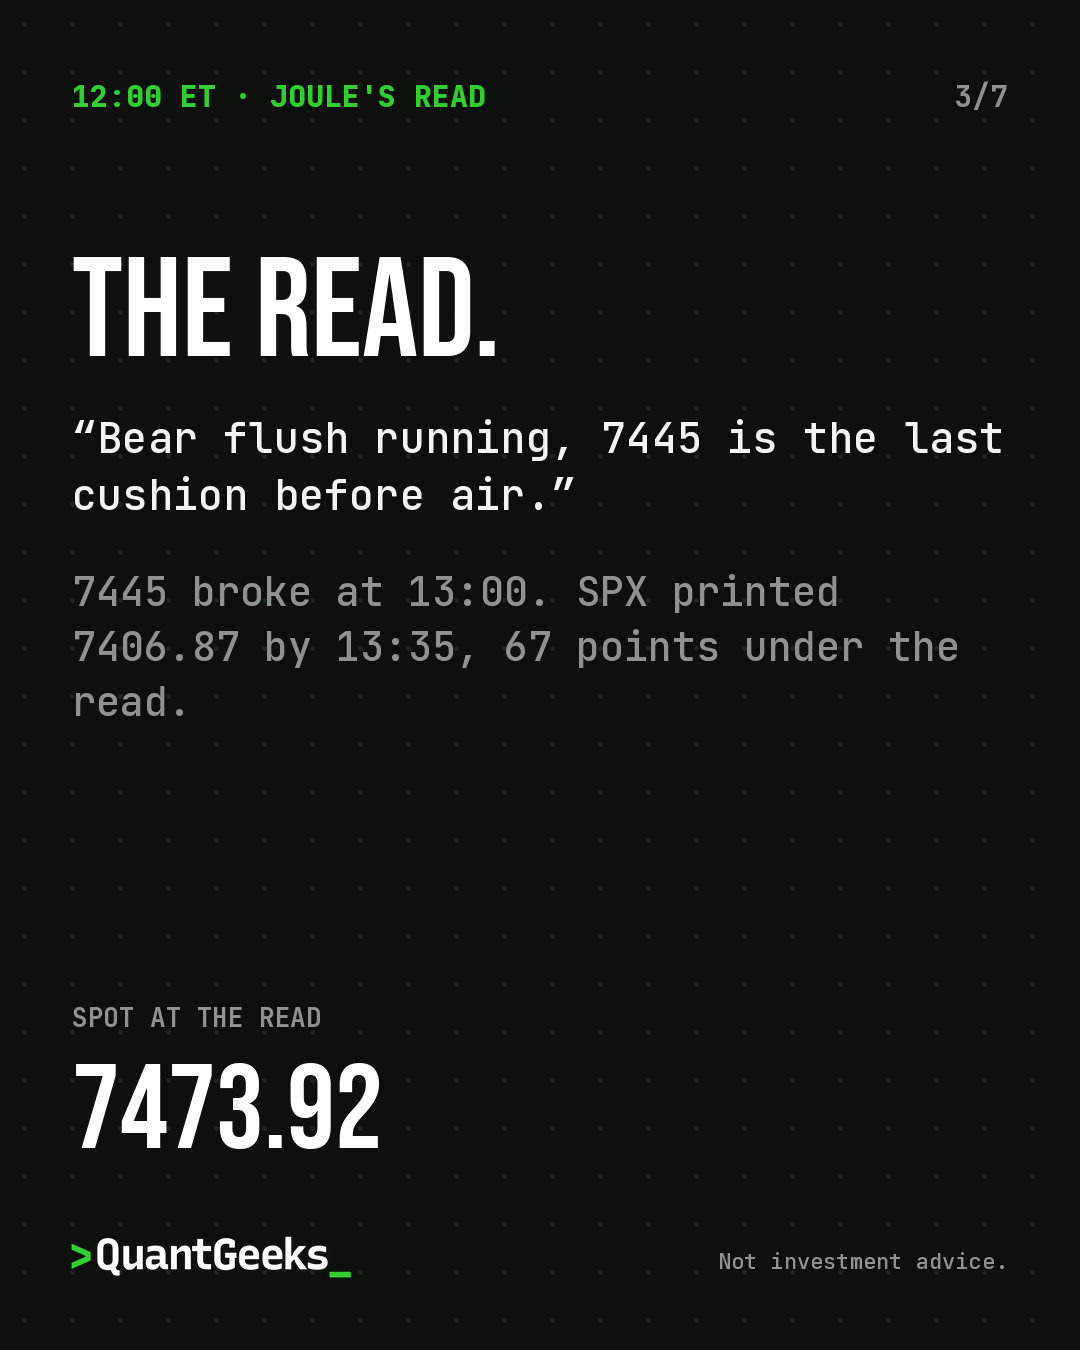 12:00 ET · JOULE'S READ
3/7
THE READ.
“Bear flush running, 7445 is the last
cushion before air.”
7445 broke at 13:00. SPX printed
7406.87 by 13:35, 67 points under the
read.
SPOT AT THE READ
7473.92
>QuantGeeks_
Not investment advice.